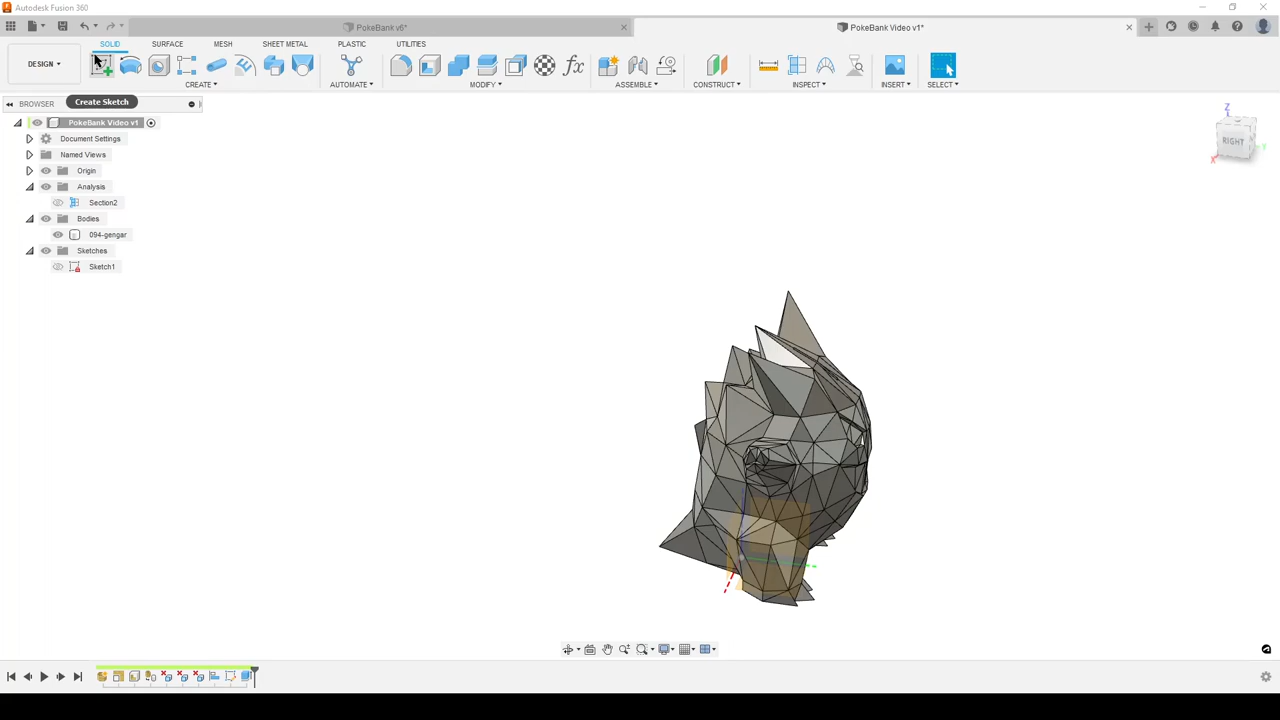 Autodesk Fusion 360
PokeBank v6*
PokeBank Video v1*
DESIGN
SOLID
SURFACE
MESH
SHEET METAL
PLASTIC
UTILITIES
CREATE
AUTOMATE
MODIFY
ASSEMBLE
CONSTRUCT
INSPECT
INSERT
SELECT
BROWSER
Create Sketch
PokeBank Video v1
Document Settings
Named Views
Origin
Analysis
Section2
Bodies
094-gengar
Sketches
Sketch1
Z
RIGHT
X
Y